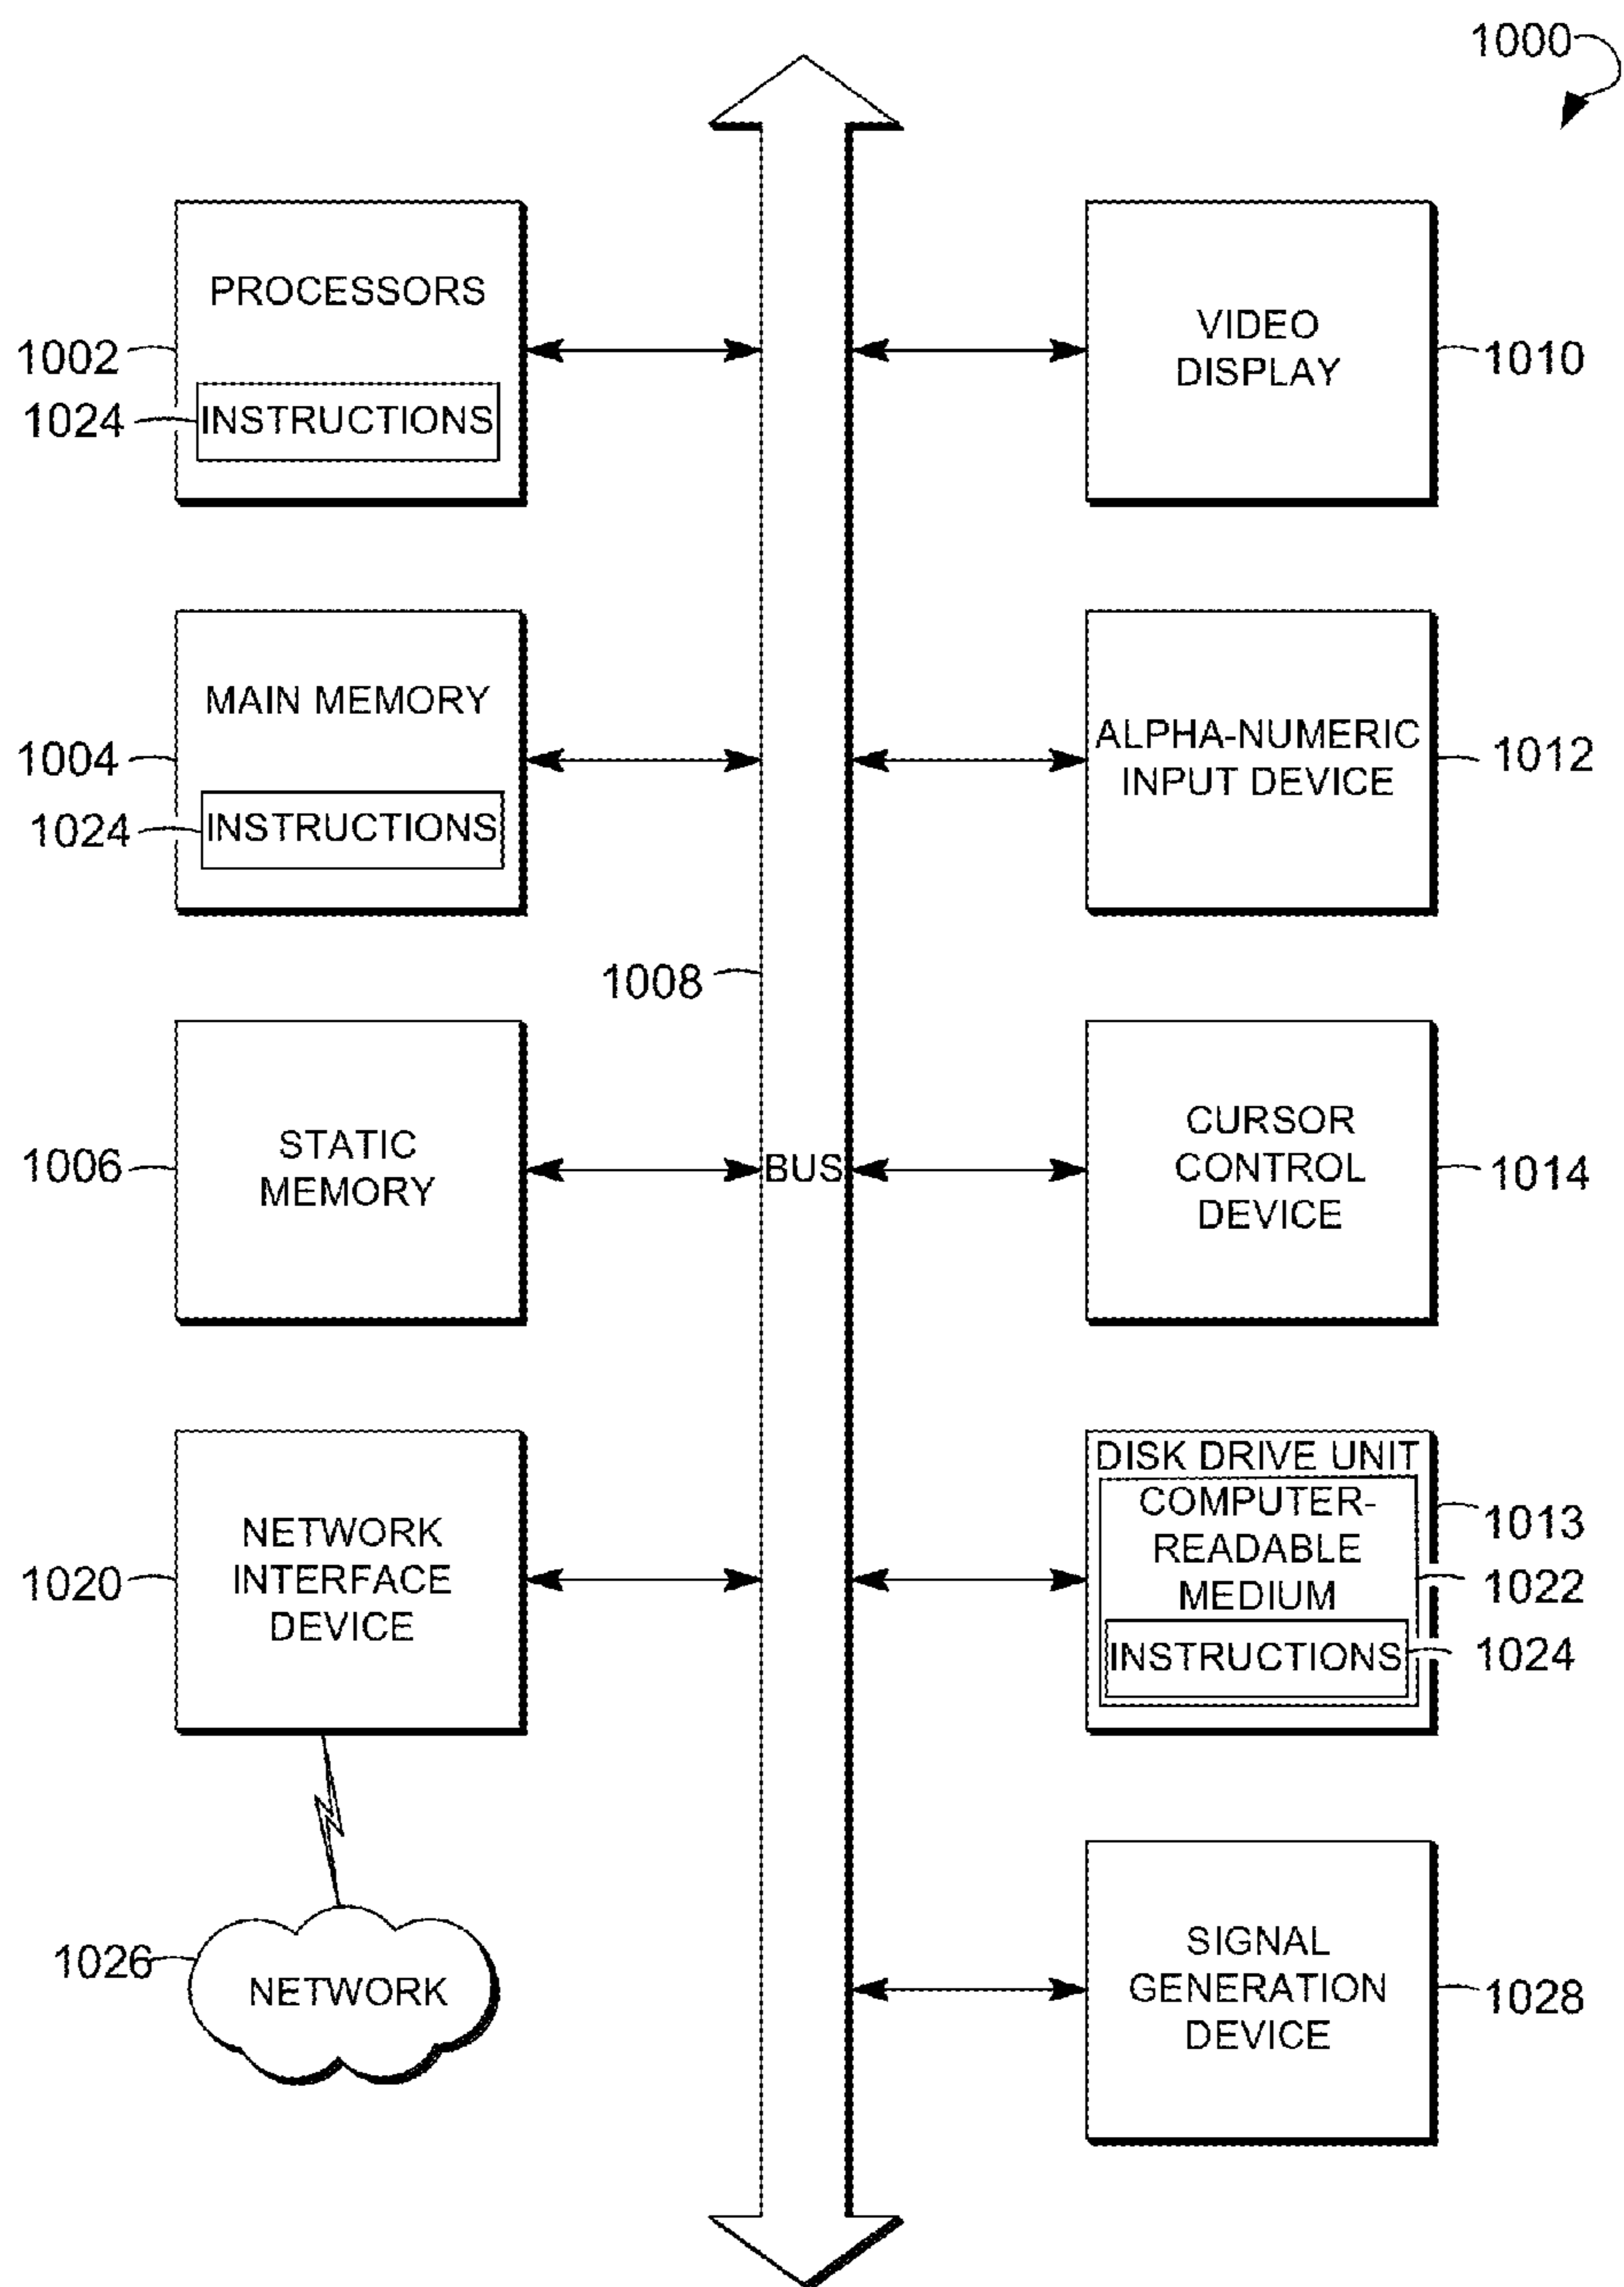 1000
PROCESSORS
1002
1024
INSTRUCTIONS
VIDEO
DISPLAY
1010
MAIN MEMORY
1004
1024
INSTRUCTIONS
ALPHA-NUMERIC
INPUT DEVICE
1012
1008
STATIC
MEMORY
1006
BUS
CURSOR
CONTROL
DEVICE
1014
NETWORK
INTERFACE
DEVICE
1020
DISK DRIVE UNIT
COMPUTER-
READABLE
MEDIUM
INSTRUCTIONS
1013
1022
1024
1026
NETWORK
SIGNAL
GENERATION
DEVICE
1028